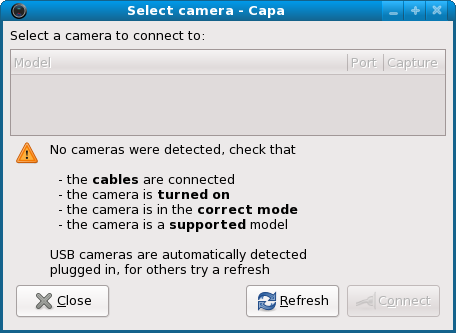 Select camera - Capa
Select a camera to connect to:
Model Port Capture
No cameras were detected, check that
- the cables are connected
- the camera is turned on
- the camera is in the correct mode
- the camera is a supported model
USB cameras are automatically detected
plugged in, for others try a refresh
Close Refresh Connect